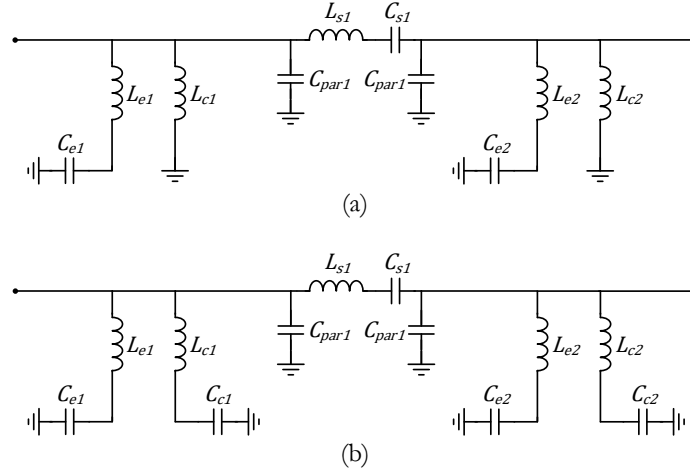 Ls1 Cs1
Le1 Lc1 Cpar1 Cpar1 Le2 Lc2
Ce1 Ce2
(a)
Ls1 Cs1
Le1 Lc1 Cpar1 Cpar1 Le2 Lc2
Ce1 Cc1 Ce2 Cc2
(b)